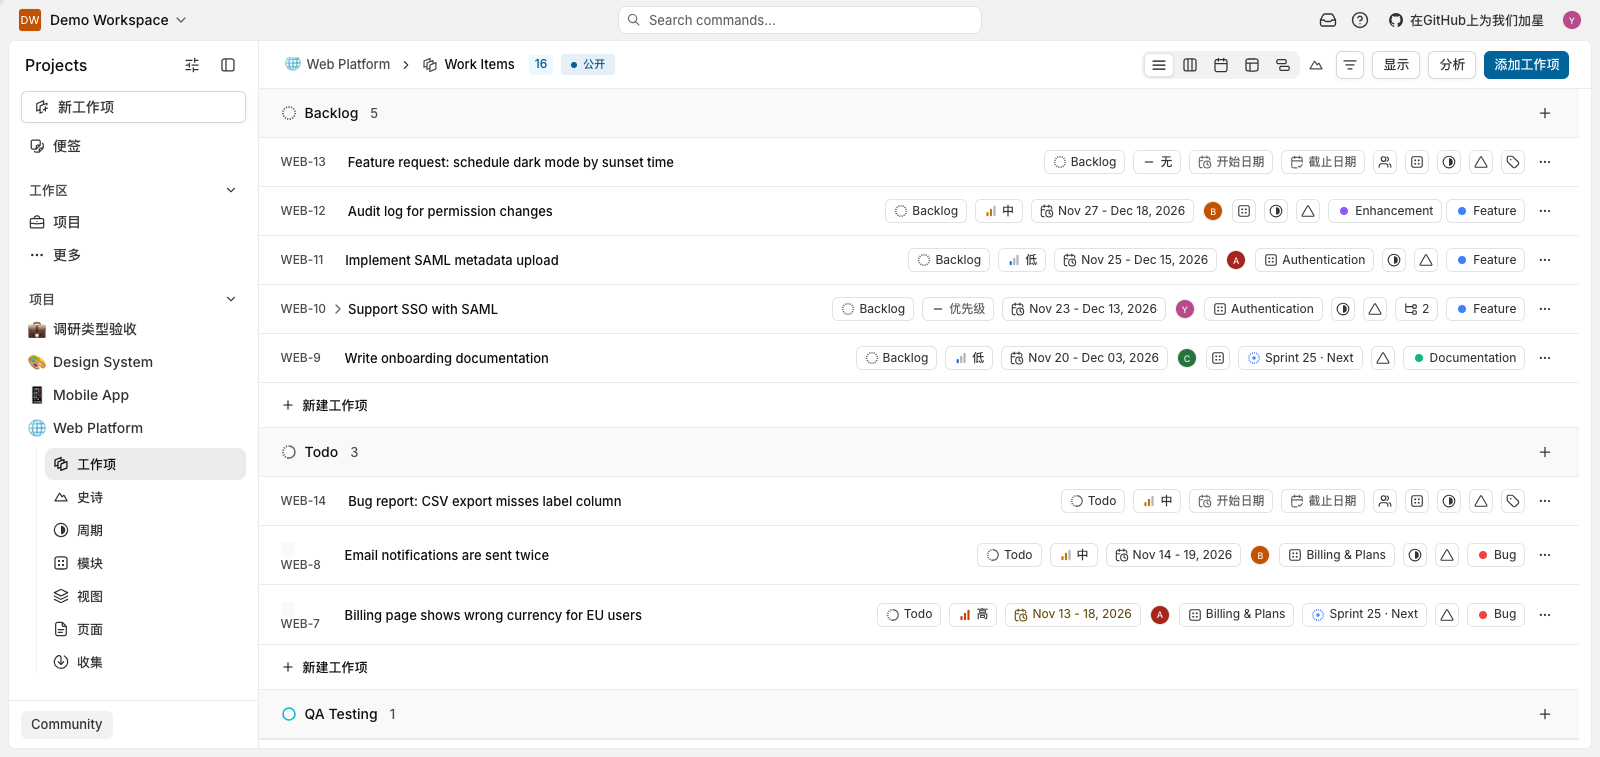 DW Demo Workspace
Search commands...
在GitHub上为我们加星
Y
Projects
新工作项
便签
工作区
项目
更多
项目
调研类型验收
Design System
Mobile App
Web Platform
工作项
史诗
周期
模块
视图
页面
收集
Community
Web Platform > Work Items 16 公开
显示 分析 添加工作项
Backlog 5
WEB-13 Feature request: schedule dark mode by sunset time Backlog 无 开始日期 截止日期
WEB-12 Audit log for permission changes Backlog 中 Nov 27 - Dec 18, 2026 B Enhancement Feature
WEB-11 Implement SAML metadata upload Backlog 低 Nov 25 - Dec 15, 2026 A Authentication Feature
WEB-10 Support SSO with SAML Backlog 优先级 Nov 23 - Dec 13, 2026 Y Authentication 2 Feature
WEB-9 Write onboarding documentation Backlog 低 Nov 20 - Dec 03, 2026 C Sprint 25 · Next Documentation
新建工作项
Todo 3
WEB-14 Bug report: CSV export misses label column Todo 中 开始日期 截止日期
WEB-8 Email notifications are sent twice Todo 中 Nov 14 - 19, 2026 B Billing & Plans Bug
WEB-7 Billing page shows wrong currency for EU users Todo 高 Nov 13 - 18, 2026 A Billing & Plans Sprint 25 · Next Bug
新建工作项
QA Testing 1